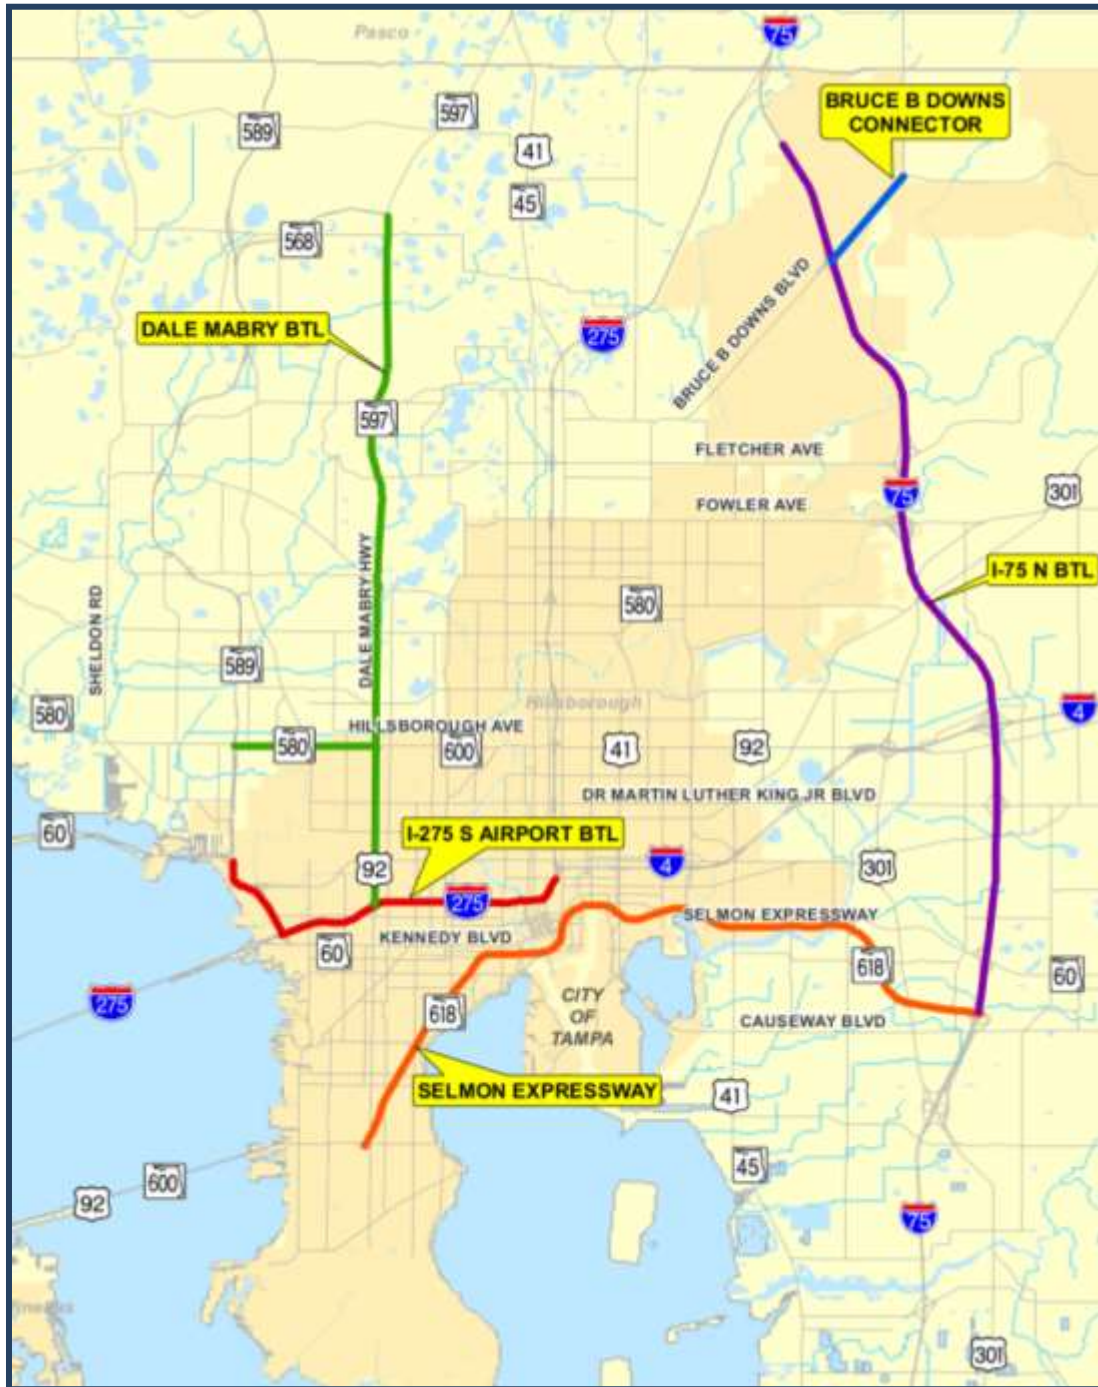 Pasco
75
BRUCE B DOWNS
CONNECTOR
597
589
41
45
568
275
DALE MABRY BTL
BRUCE B DOWNS BLVD
597
FLETCHER AVE
75
301
FOWLER AVE
I-75 N BTL
DALE MABRY HWY
580
SHELDON RD
589
580
Hillsborough
4
HILLSBOROUGH AVE
580
600
41
92
DR MARTIN LUTHER KING JR BLVD
60
I-275 S AIRPORT BTL
92
4
301
275
SELMON EXPRESSWAY
KENNEDY BLVD
60
618
60
275
CITY
OF
TAMPA
618
CAUSEWAY BLVD
SELMON EXPRESSWAY
41
45
600
92
75
301